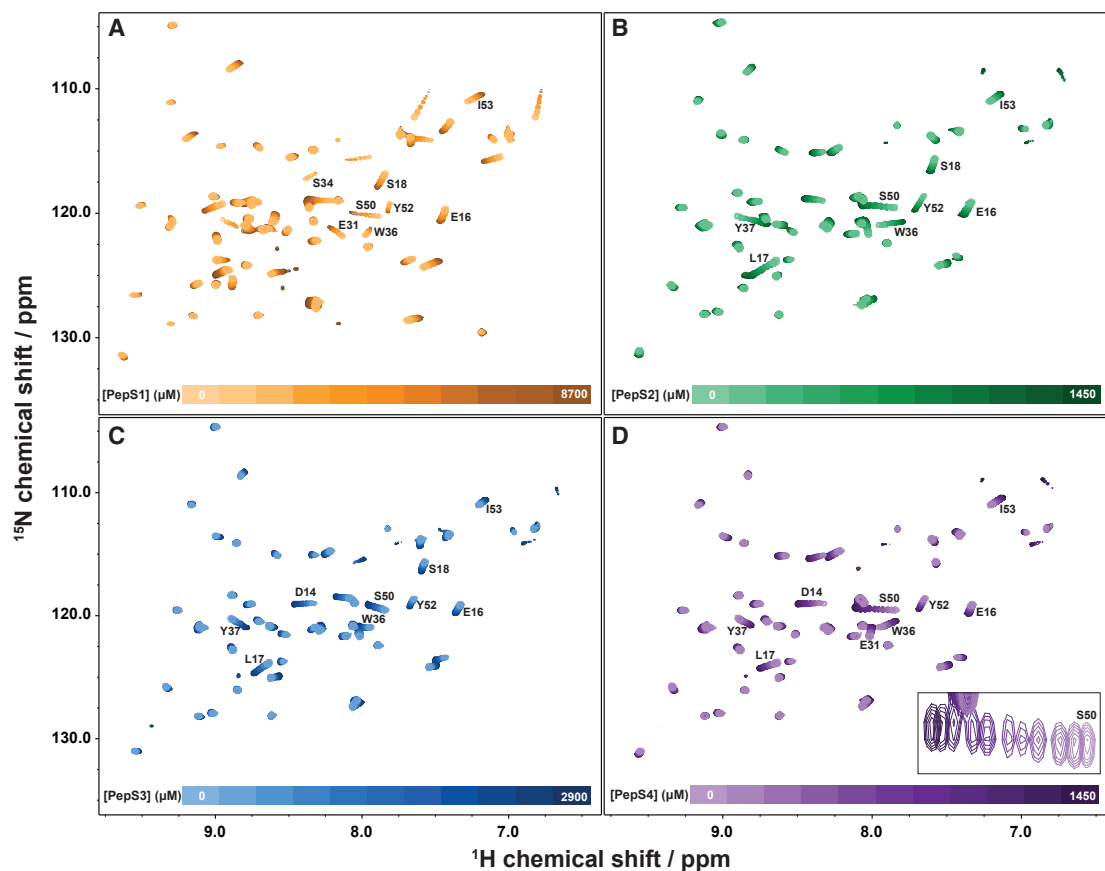 A
110.0
I53
S34
S18
120.0
S50
Y52
E16
E31
W36
130.0
[PepS1] (µM) 0 8700
B
I53
S18
S50
Y52
E16
Y37
W36
L17
[PepS2] (µM) 0 1450
C
110.0
I53
S18
D14
S50
Y52
E16
120.0
Y37
W36
L17
130.0
[PepS3] (µM) 0 2900
9.0 8.0 7.0
D
I53
D14
S50
Y52
E16
Y37
W36
E31
L17
S50
[PepS4] (µM) 0 1450
9.0 8.0 7.0
15N chemical shift / ppm
1H chemical shift / ppm